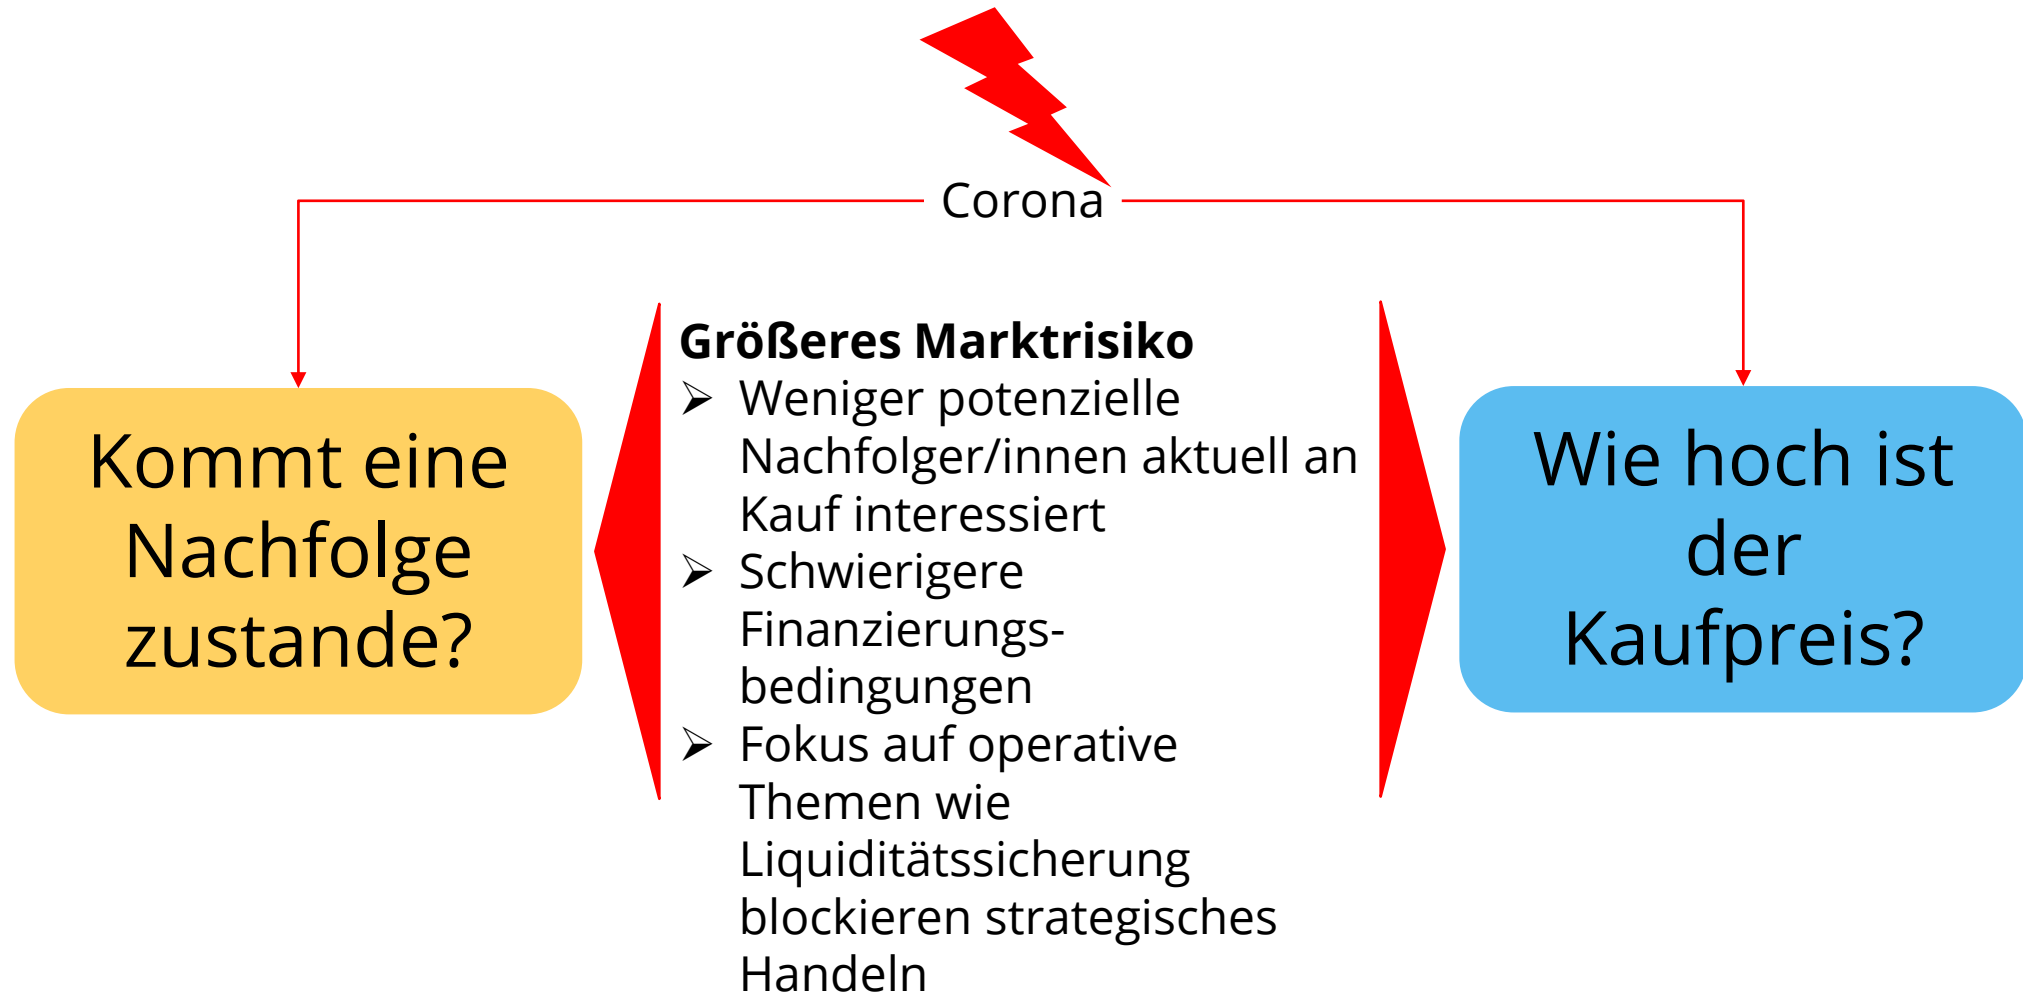 Corona
Kommt eine
Nachfolge
zustande?
Größeres Marktrisiko
Weniger potenzielle
Nachfolger/innen aktuell an
Kauf interessiert
Schwierigere
Finanzierungs-
bedingungen
Fokus auf operative
Themen wie
Liquiditätssicherung
blockieren strategisches
Handeln
Wie hoch ist
der
Kaufpreis?